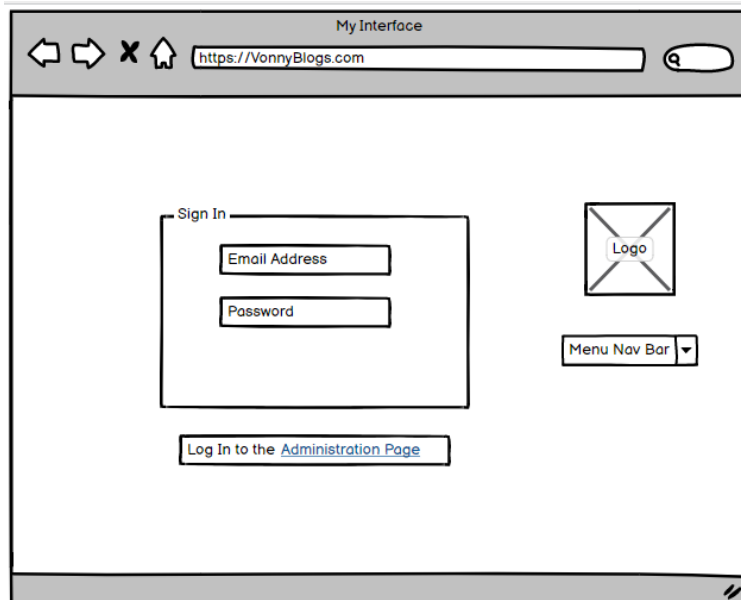 My Interface
https://VonnyBlogs.com
Sign In
Email Address
Password
Logo
Menu Nav Bar
Log In to the Administration Page